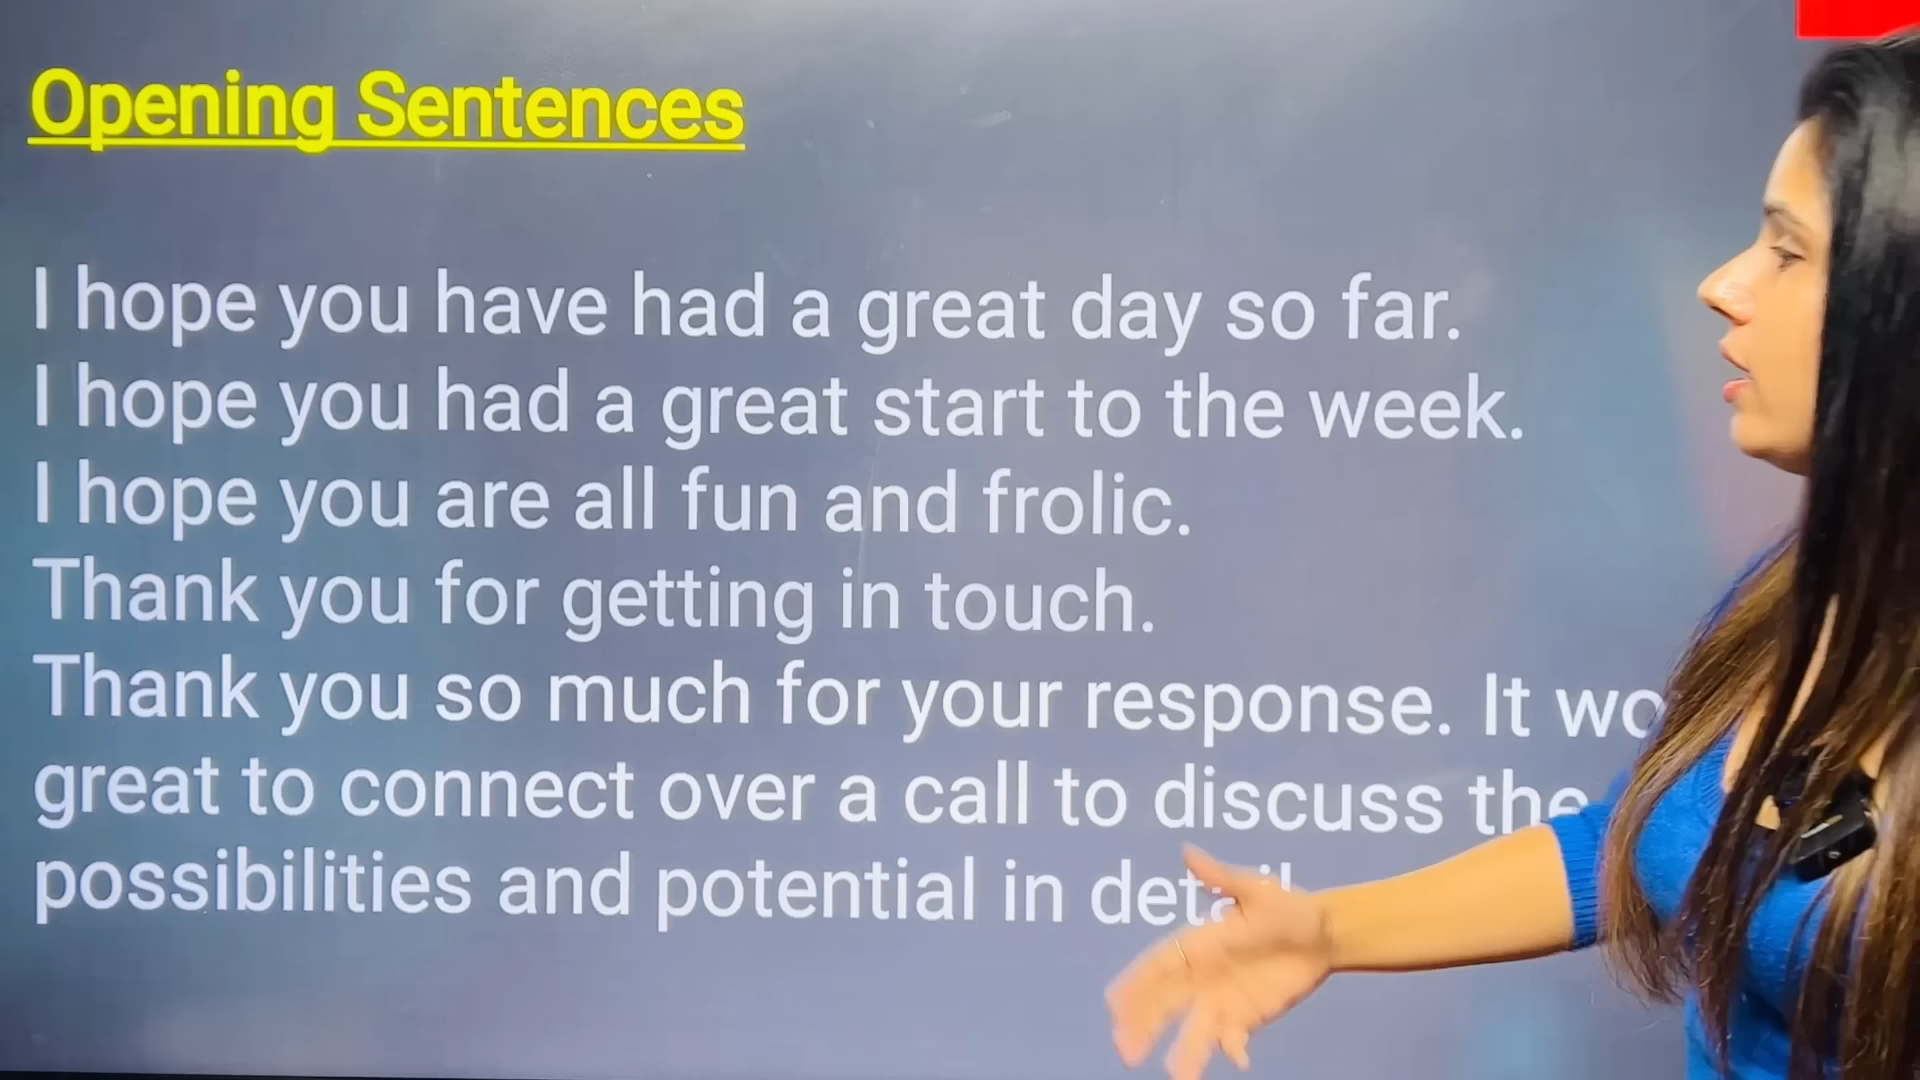 Opening Sentences
I hope you have had a great day so far.
I hope you had a great start to the week.
I hope you are all fun and frolic.
Thank you for getting in touch.
Thank you so much for your response. It
great to connect over a call to discuss the
possibilities and potential in